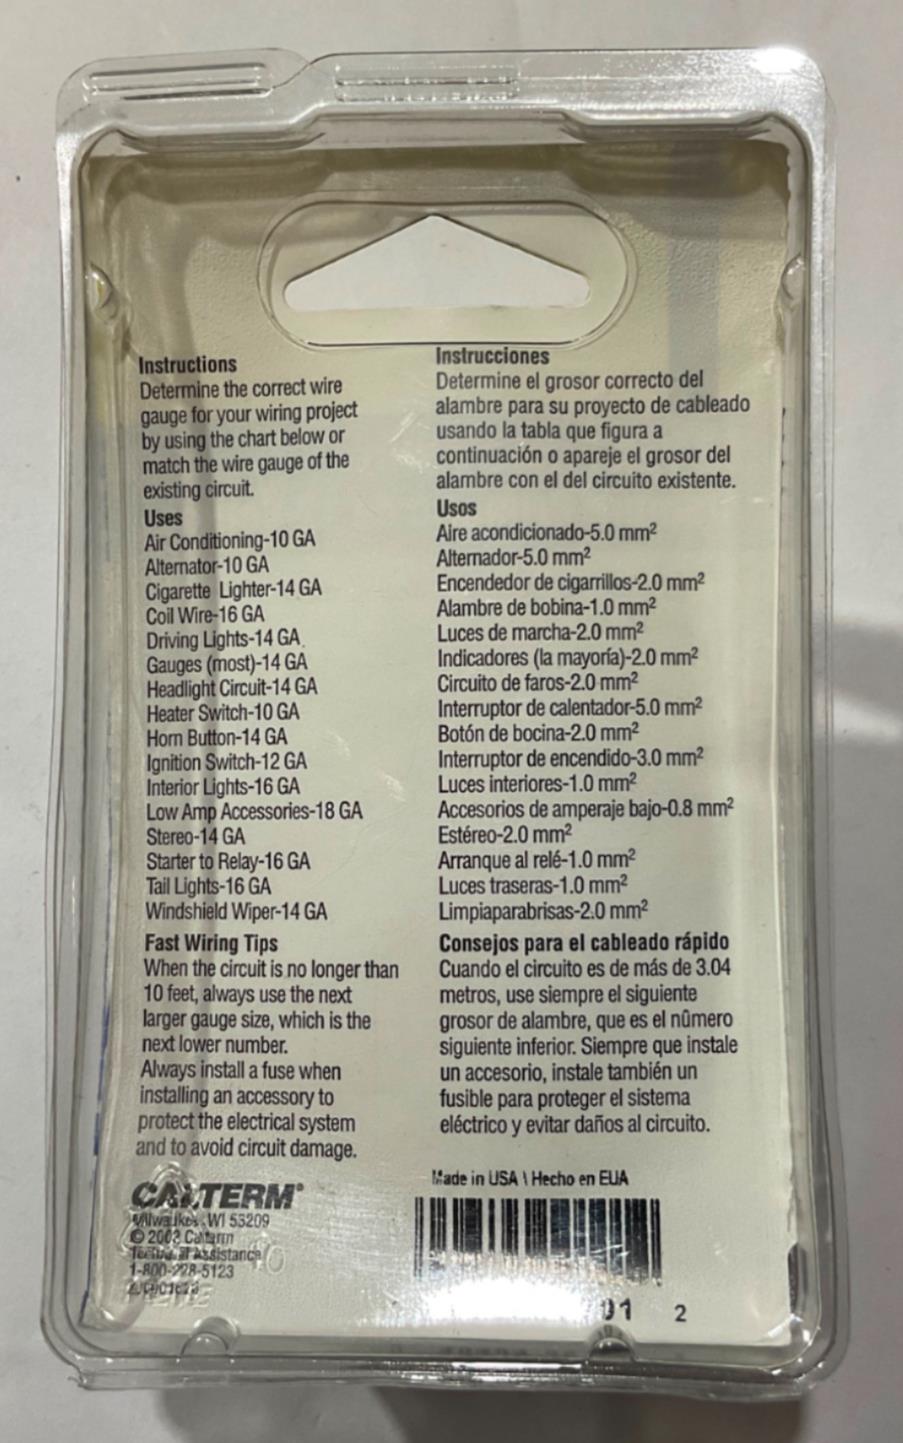 Instructions
Determine the correct wire
gauge for your wiring project
by using the chart below or
match the wire gauge of the
existing circuit.
Uses
Air Conditioning-10 GA
Alternator-10 GA
Cigarette Lighter-14 GA
Coil Wire-16 GA
Driving Lights-14 GA
Gauges (most)-14 GA
Headlight Circuit-14 GA
Heater Switch-10 GA
Horn Button-14 GA
Ignition Switch-12 GA
Interior Lights-16 GA
Low Amp Accessories-18 GA
Stereo-14 GA
Starter to Relay-16 GA
Tail Lights-16 GA
Windshield Wiper-14 GA
Fast Wiring Tips
When the circuit is no longer than
10 feet, always use the next
larger gauge size, which is the
next lower number.
Always install a fuse when
installing an accessory to
protect the electrical system
and to avoid circuit damage.
CALTERM®
Milwaukee, WI 53209
© 2003 Calterm
Technical Assistance
1-800-228-5123
Instrucciones
Determine el grosor correcto del
alambre para su proyecto de cableado
usando la tabla que figura a
continuación o apareje el grosor del
alambre con el del circuito existente.
Usos
Aire acondicionado-5.0 mm²
Alternador-5.0 mm²
Encendedor de cigarrillos-2.0 mm²
Alambre de bobina-1.0 mm²
Luces de marcha-2.0 mm²
Indicadores (la mayoría)-2.0 mm²
Circuito de faros-2.0 mm²
Interruptor de calentador-5.0 mm²
Botón de bocina-2.0 mm²
Interruptor de encendido-3.0 mm²
Luces interiores-1.0 mm²
Accesorios de amperaje bajo-0.8 mm²
Estéreo-2.0 mm²
Arranque al relé-1.0 mm²
Luces traseras-1.0 mm²
Limpiaparabrisas-2.0 mm²
Consejos para el cableado rápido
Cuando el circuito es de más de 3.04
metros, use siempre el siguiente
grosor de alambre, que es el nûmero
siguiente inferior. Siempre que instale
un accesorio, instale también un
fusible para proteger el sistema
eléctrico y evitar daños al circuito.
Made in USA \ Hecho en EUA
01 2